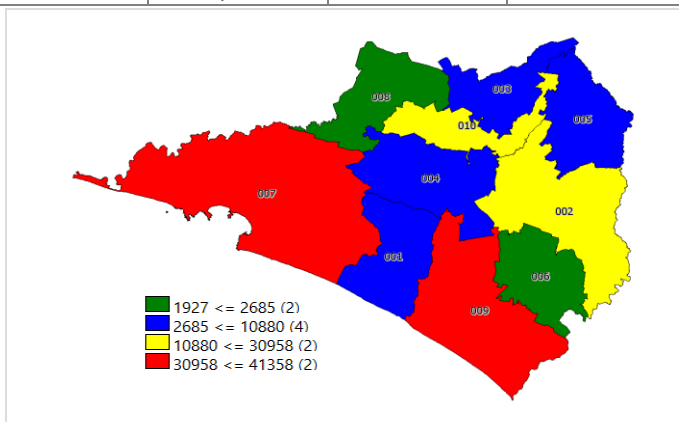 008
003
005
010
004
007
002
001
006
009
1927 <= 2685 (2)
2685 <= 10880 (4)
10880 <= 30958 (2)
30958 <= 41358 (2)